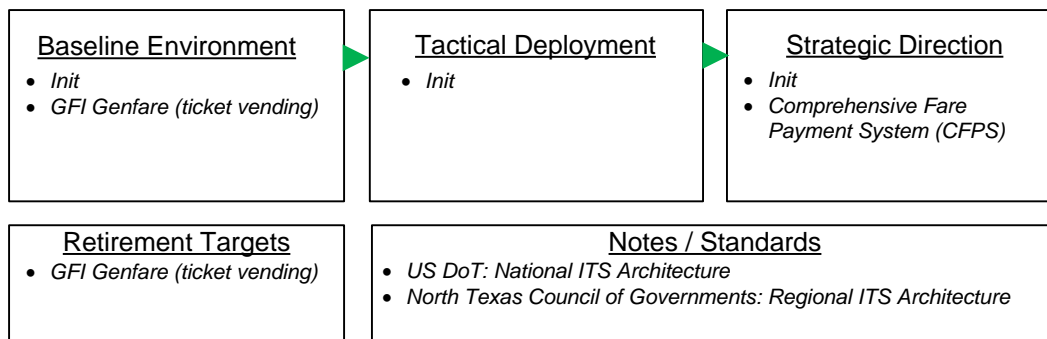 Baseline Environment
• Init
• GFI Genfare (ticket vending)
Tactical Deployment
• Init
Strategic Direction
• Init
• Comprehensive Fare
Payment System (CFPS)
Retirement Targets
• GFI Genfare (ticket vending)
Notes / Standards
• US DoT: National ITS Architecture
• North Texas Council of Governments: Regional ITS Architecture